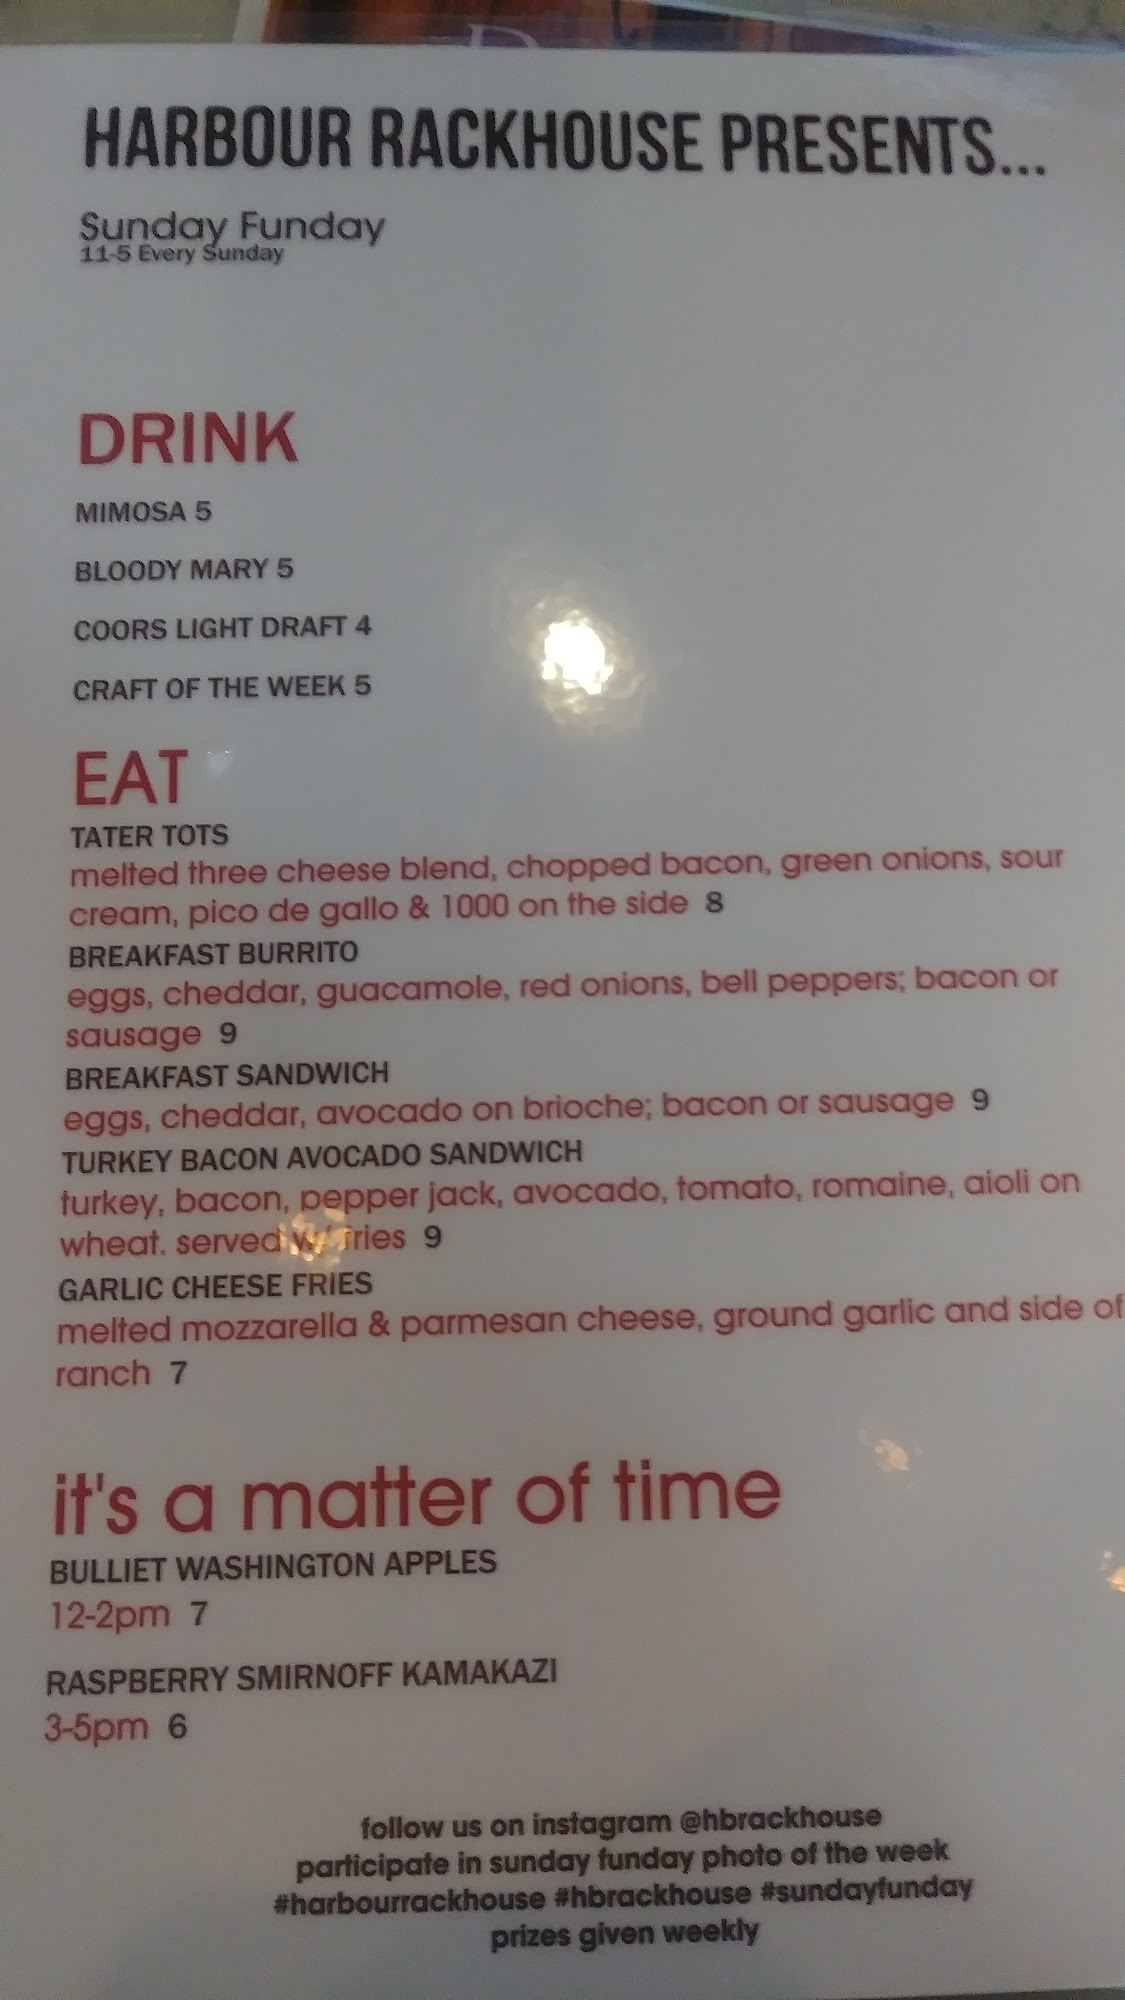 HARBOUR RACKHOUSE PRESENTS...
Sunday Funday
11-5 Every Sunday
DRINK
MIMOSA 5
BLOODY MARY 5
COORS LIGHT DRAFT 4
CRAFT OF THE WEEK 5
EAT
TATER TOTS
melted three cheese blend, chopped bacon, green onions, sour
cream, pico de gallo & 1000 on the side 8
BREAKFAST BURRITO
eggs, cheddar, guacamole, red onions, bell peppers; bacon or
sausage 9
BREAKFAST SANDWICH
eggs, cheddar, avocado on brioche; bacon or sausage 9
TURKEY BACON AVOCADO SANDWICH
turkey, bacon, pepper jack, avocado, tomato, romaine, aioli on
wheat. served w/ fries 9
GARLIC CHEESE FRIES
melted mozzarella & parmesan cheese, ground garlic and side of
ranch 7
it's a matter of time
BULLIET WASHINGTON APPLES
12-2pm 7
RASPBERRY SMIRNOFF KAMAKAZI
3-5pm 6
follow us on instagram @hbrackhouse
participate in sunday funday photo of the week
#harbourrackhouse #hbrackhouse #sundayfunday
prizes given weekly